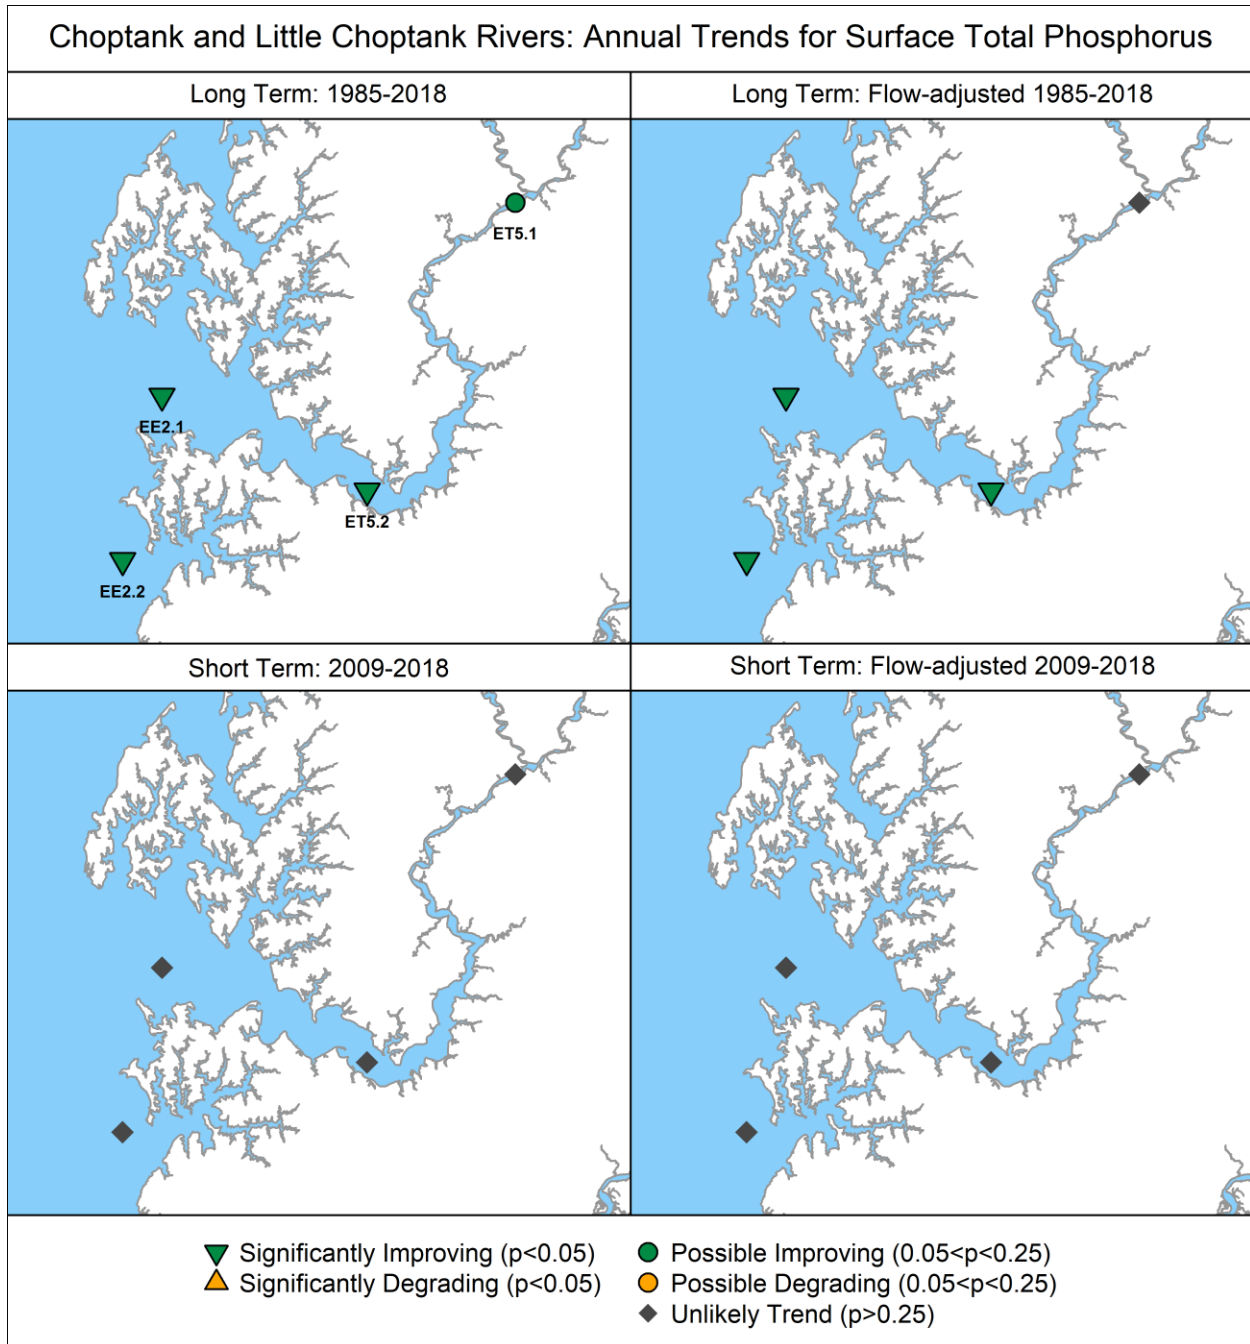 Choptank and Little Choptank Rivers: Annual Trends for Surface Total Phosphorus
Long Term: 1985-2018
Long Term: Flow-adjusted 1985-2018
ET5.1
EE2.1
ET5.2
EE2.2
Short Term: 2009-2018
Short Term: Flow-adjusted 2009-2018
Significantly Improving (p<0.05)
Significantly Degrading (p<0.05)
Possible Improving (0.05<p<0.25)
Possible Degrading (0.05<p<0.25)
Unlikely Trend (p>0.25)